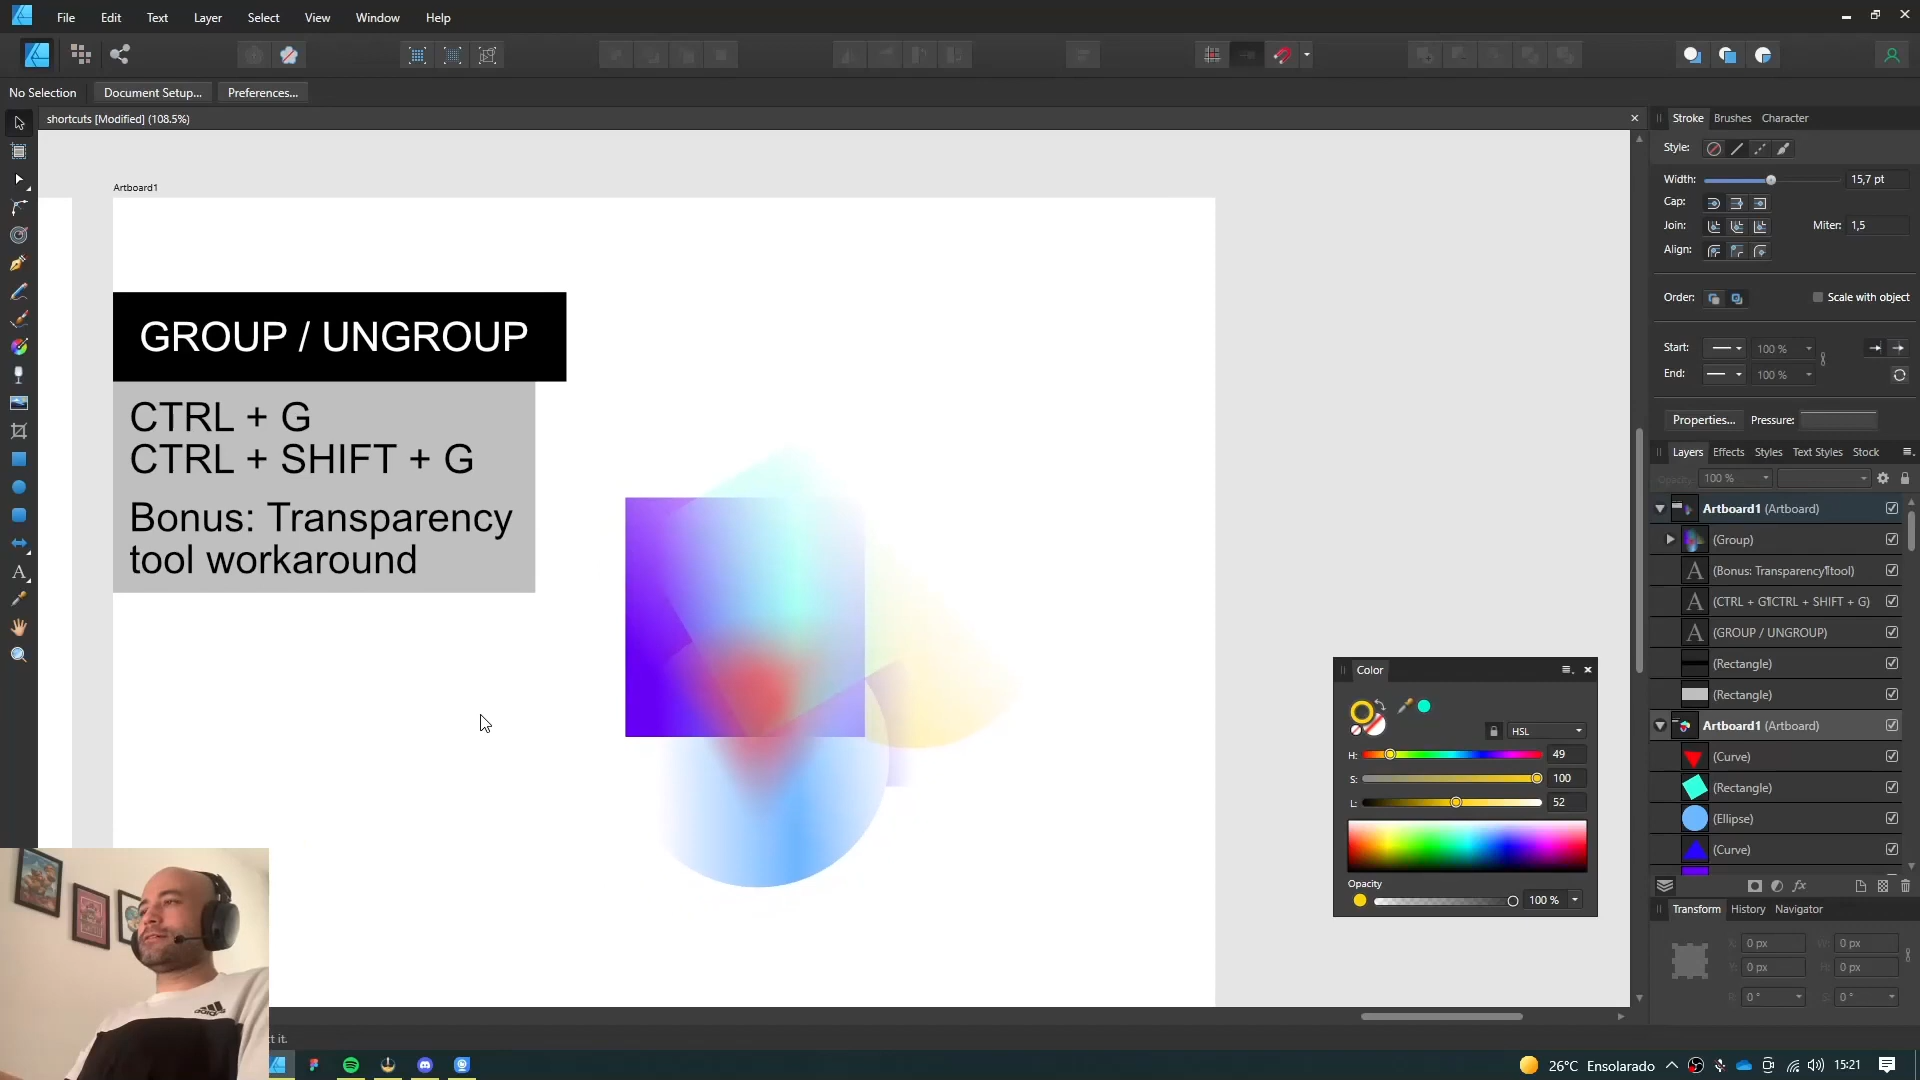 File Edit Text Layer Select View Window Help
No Selection Document Setup... Preferences...
shortcuts [Modified] (108.5%)
Artboard1
GROUP / UNGROUP
CTRL + G
CTRL + SHIFT + G
Bonus: Transparency
tool workaround
Stroke Brushes Character
Style:
Width: 15,7 pt
Cap:
Join: Miter: 1,5
Align:
Order: Scale with object
Start: 100 %
End: 100 %
Properties... Pressure:
Layers Effects Styles Text Styles Stock
Opacity: 100 %
Artboard1 (Artboard)
(Group)
(Bonus: Transparency¶tool)
(CTRL + G¶CTRL + SHIFT + G)
(GROUP / UNGROUP)
(Rectangle)
(Rectangle)
Artboard1 (Artboard)
(Curve)
(Rectangle)
(Ellipse)
(Curve)
Transform History Navigator
X: 0 px W: 0 px
Y: 0 px H: 0 px
R: 0 ° S: 0 °
Color
HSL
H: 49
S: 100
L: 52
Opacity
100 %
it.
26°C Ensolarado 15:21